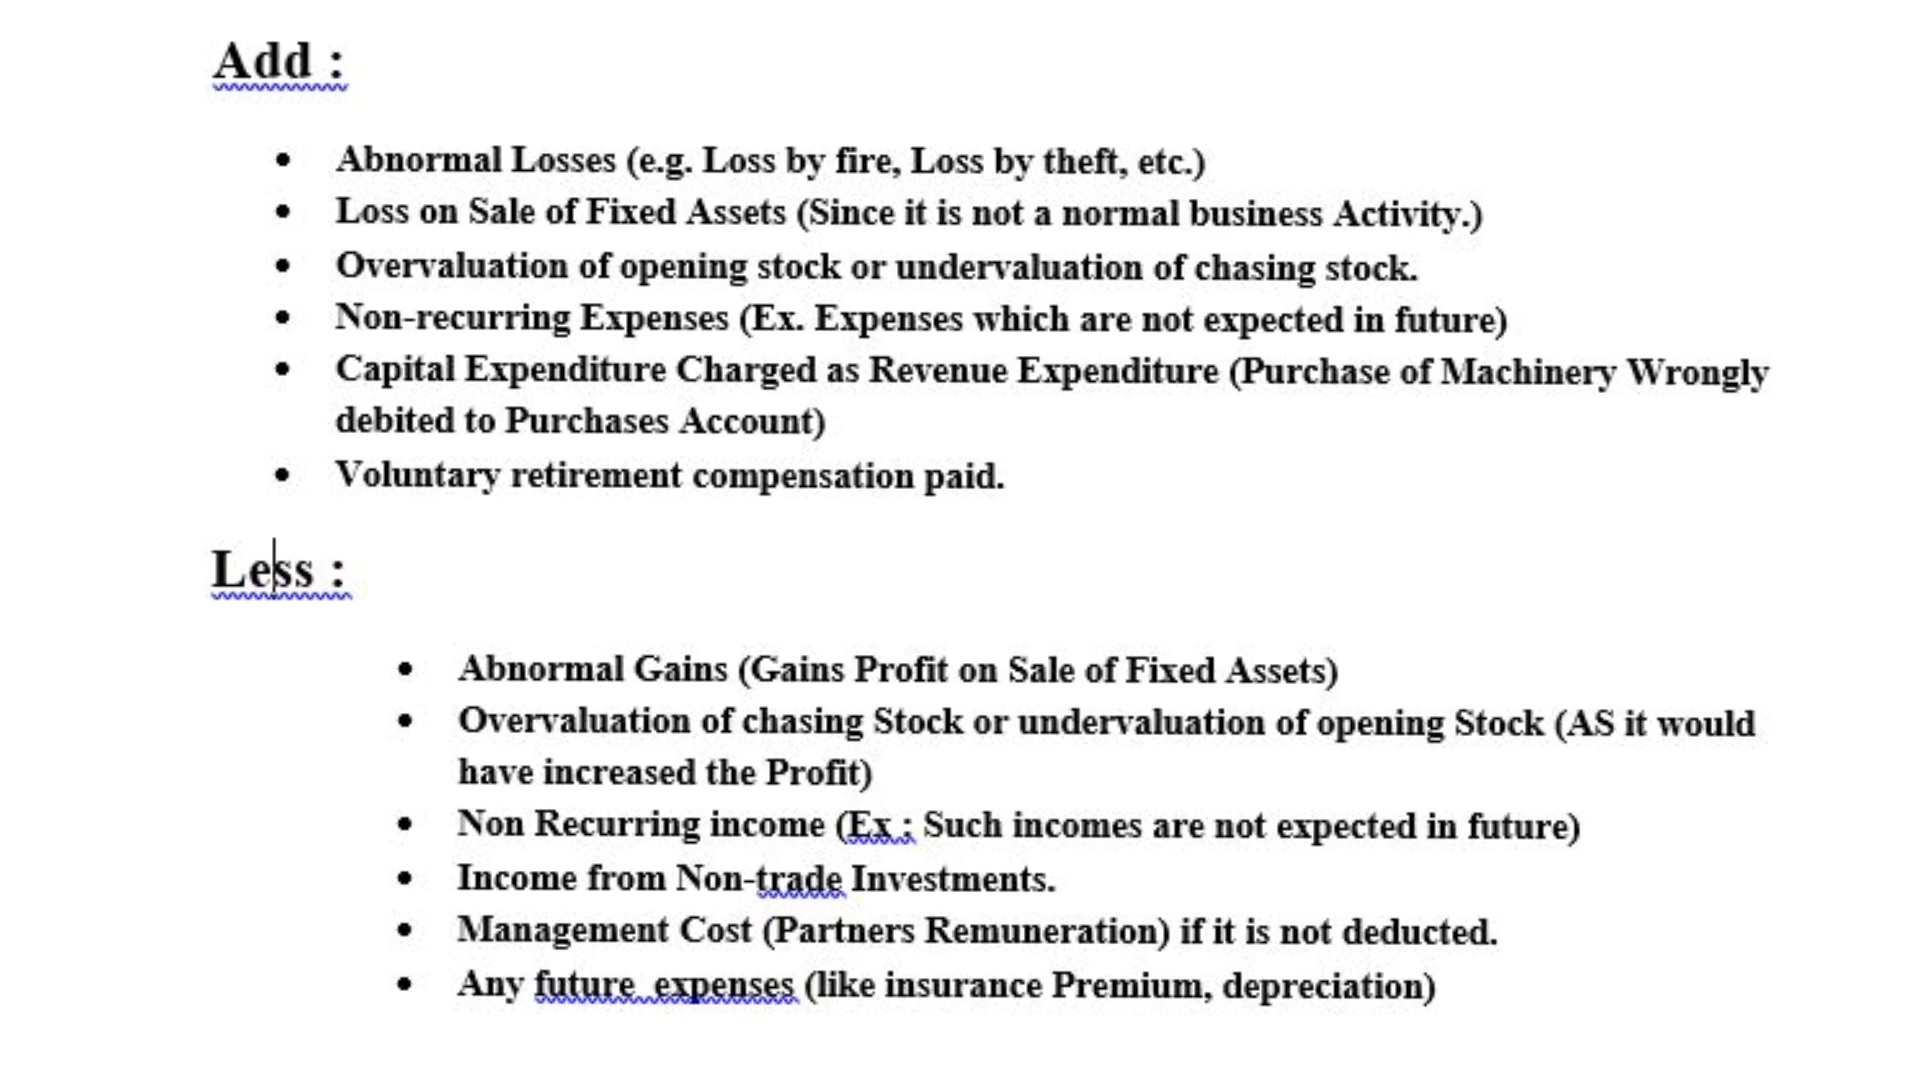 Add :
• Abnormal Losses (e.g. Loss by fire, Loss by theft, etc.)
• Loss on Sale of Fixed Assets (Since it is not a normal business Activity.)
• Overvaluation of opening stock or undervaluation of chasing stock.
• Non-recurring Expenses (Ex. Expenses which are not expected in future)
• Capital Expenditure Charged as Revenue Expenditure (Purchase of Machinery Wrongly
debited to Purchases Account)
• Voluntary retirement compensation paid.
Less :
• Abnormal Gains (Gains Profit on Sale of Fixed Assets)
• Overvaluation of chasing Stock or undervaluation of opening Stock (AS it would
have increased the Profit)
• Non Recurring income (Ex : Such incomes are not expected in future)
• Income from Non-trade Investments.
• Management Cost (Partners Remuneration) if it is not deducted.
• Any future expenses (like insurance Premium, depreciation)